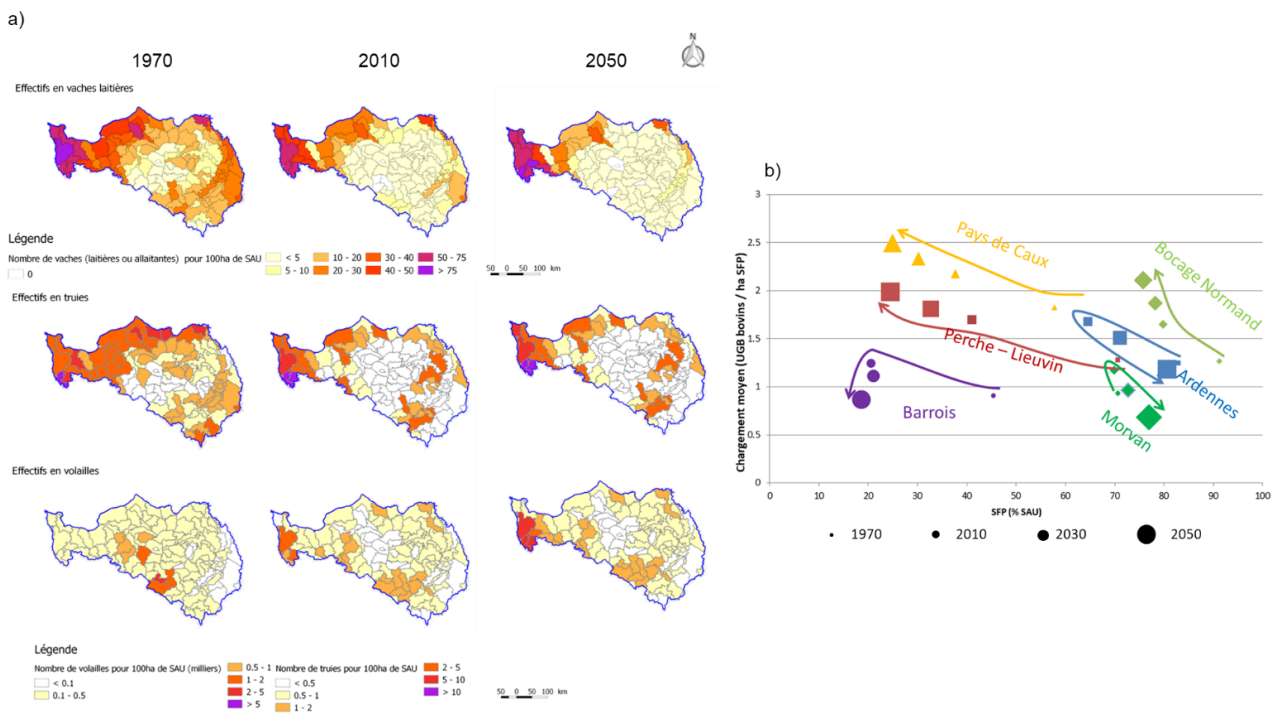 a)
1970
2010
2050
N
Effectifs en vaches laitières
Légende
Nombre de vaches (laitières ou allaitantes) pour 100ha de SAU
0
< 5
5 - 10
10 - 20
20 - 30
30 - 40
40 - 50
50 - 75
> 75
50 0 50 100 km
Effectifs en truies
Effectifs en volailles
Légende
Nombre de volailles pour 100ha de SAU (milliers)
< 0.1
0.1 - 0.5
0.5 - 1
1 - 2
2 - 5
> 5
Nombre de truies pour 100ha de SAU
< 0.5
0.5 - 1
1 - 2
2 - 5
5 - 10
> 10
50 0 50 100 km
b)
Chargement moyen (UGB bovins / ha SFP)
3
2.5
2
1.5
1
0.5
0
0 10 20 30 40 50 60 70 80 90 100
SFP (% SAU)
Pays de Caux
Bocage Normand
Perche – Lieuvin
Ardennes
Barrois
Morvan
1970
2010
2030
2050